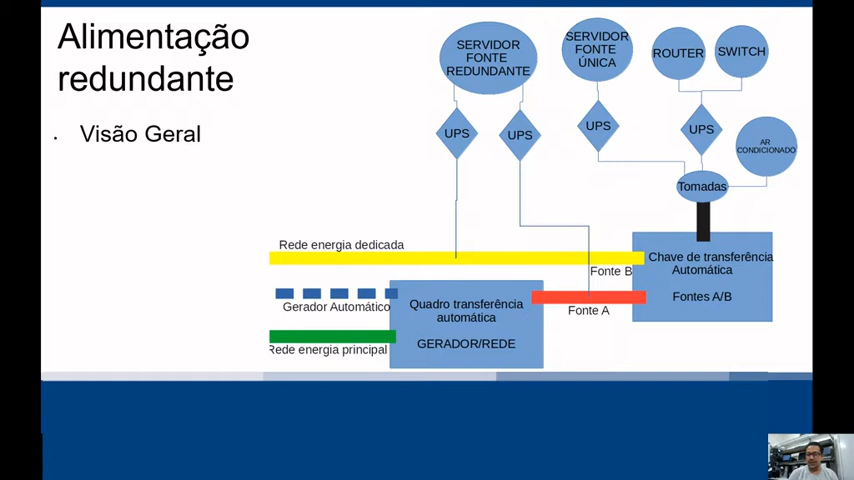 Alimentação
redundante
Visão Geral
SERVIDOR
FONTE
REDUNDANTE
SERVIDOR
FONTE
ÚNICA
ROUTER
SWITCH
UPS
UPS
UPS
UPS
AR
CONDICIONADO
Tomadas
Rede energia dedicada
Fonte B
Chave de transferência
Automática
Fontes A/B
Gerador Automático
Quadro transferência
automática
GERADOR/REDE
Fonte A
Rede energia principal